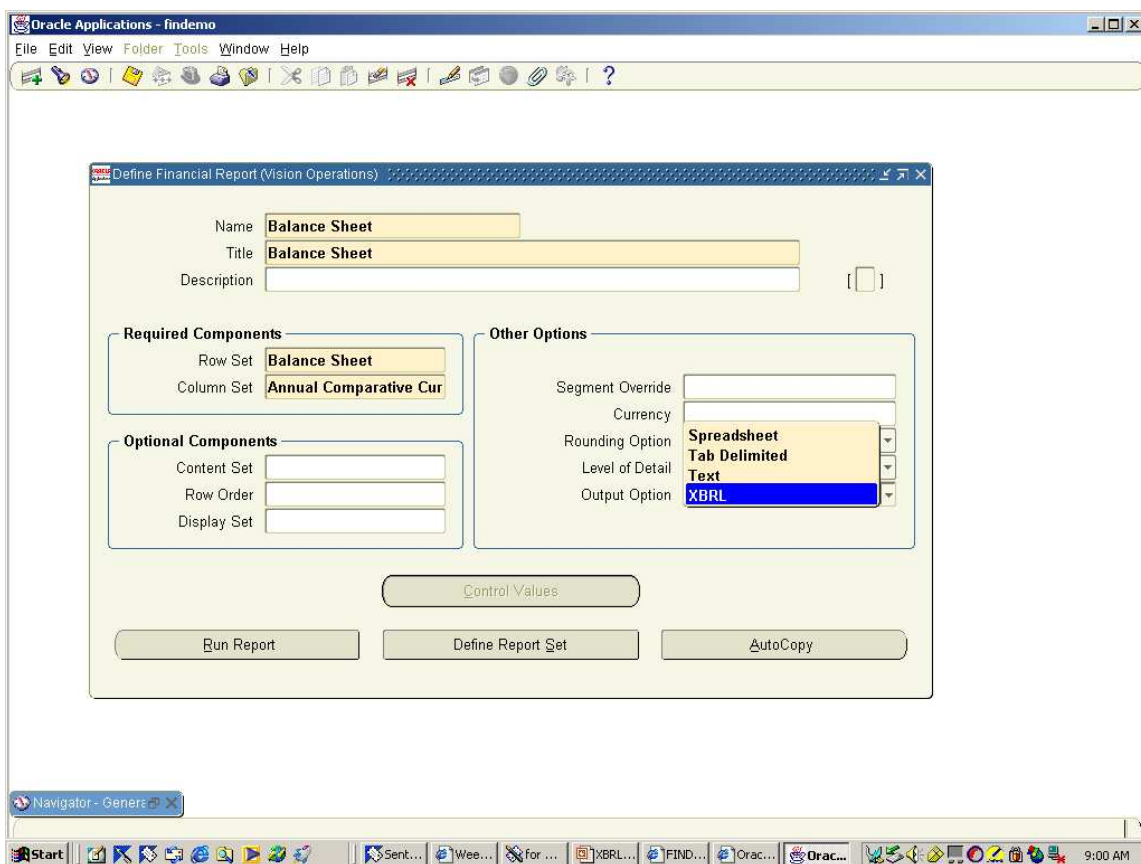 Oracle Applications - findemo
File Edit View Folder Tools Window Help
Define Financial Report (Vision Operations)
Name Balance Sheet
Title Balance Sheet
Description
[ ]
Required Components
Row Set Balance Sheet
Column Set Annual Comparative Cur
Optional Components
Content Set
Row Order
Display Set
Other Options
Segment Override
Currency
Rounding Option
Level of Detail
Output Option
Spreadsheet
Tab Delimited
Text
XBRL
Control Values
Run Report
Define Report Set
AutoCopy
Navigator - Genera
Start Sent... Wee... for ... XBRL... FIND... Orac... Orac... 9:00 AM